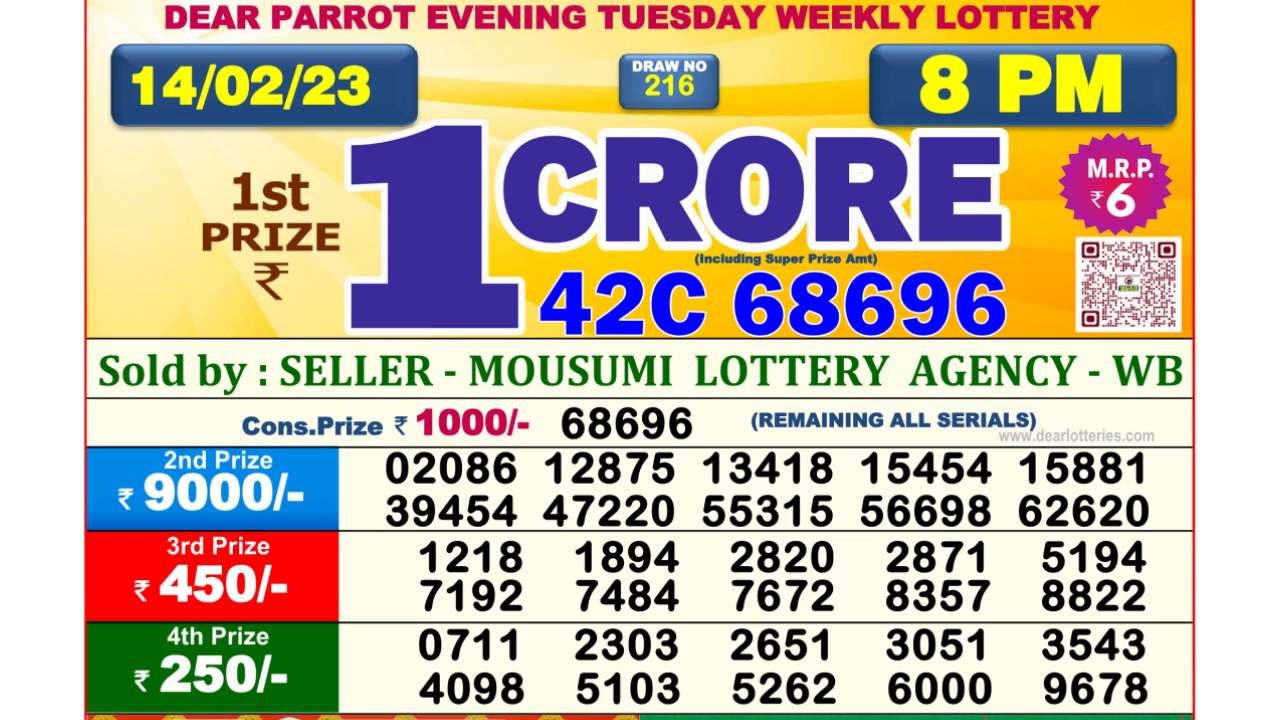 DEAR PARROT EVENING TUESDAY WEEKLY LOTTERY
14/02/23
DRAW NO
216
8 PM
1st
PRIZE
₹
1 CRORE
(Including Super Prize Amt)
42C 68696
M.R.P.
₹6
Sold by : SELLER - MOUSUMI LOTTERY AGENCY - WB
Cons.Prize ₹ 1000/- 68696 (REMAINING ALL SERIALS)
www.dearlotteries.com
2nd Prize
₹ 9000/-
02086 12875 13418 15454 15881
39454 47220 55315 56698 62620
3rd Prize
₹ 450/-
1218 1894 2820 2871 5194
7192 7484 7672 8357 8822
4th Prize
₹ 250/-
0711 2303 2651 3051 3543
4098 5103 5262 6000 9678